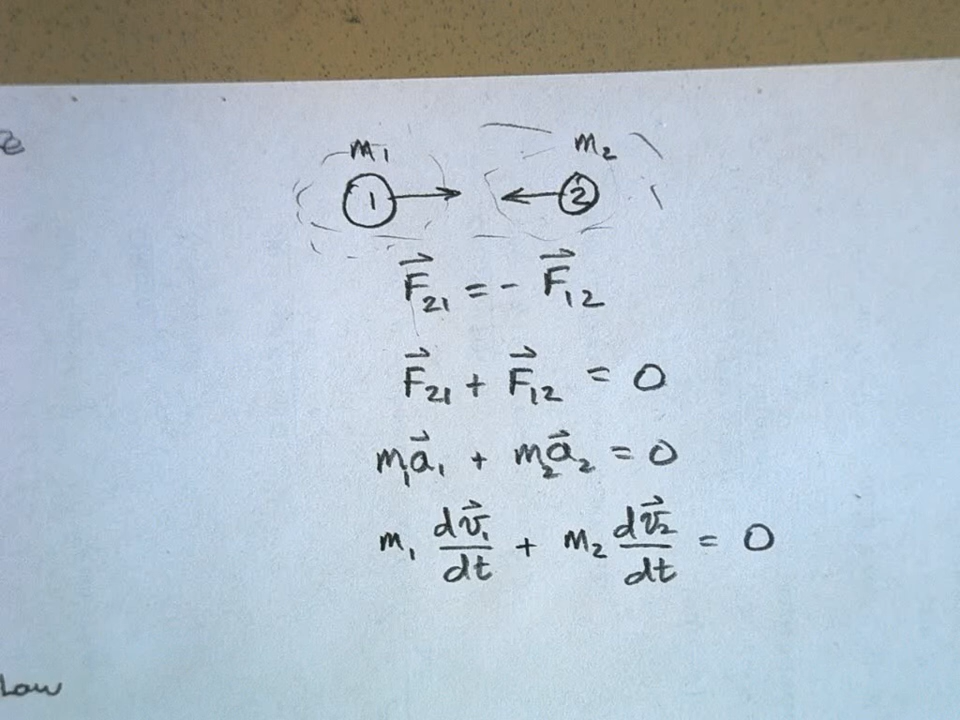 m₁ m₂
1 2
F⃗₂₁ = - F⃗₁₂
F⃗₂₁ + F⃗₁₂ = 0
m₁a⃗₁ + m₂a⃗₂ = 0
m₁ dv⃗₁/dt + m₂ dv⃗₂/dt = 0
Law